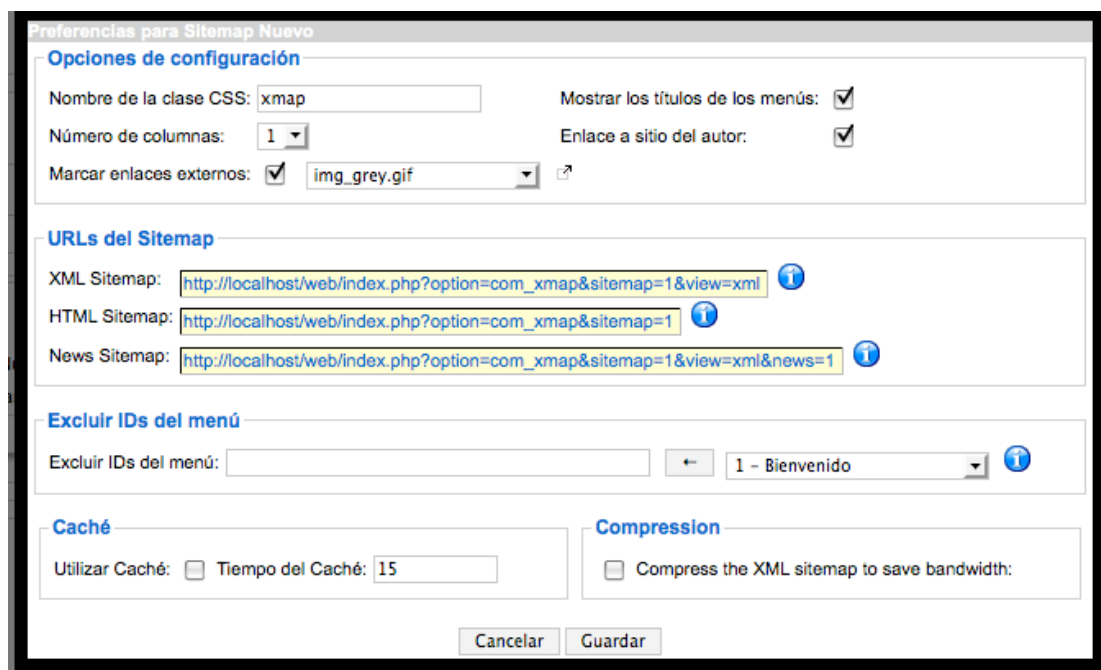 Preferencias para Sitemap Nuevo
Opciones de configuración
Nombre de la clase CSS: xmap Mostrar los títulos de los menús:
Número de columnas: 1 Enlace a sitio del autor:
Marcar enlaces externos: img_grey.gif
URLs del Sitemap
XML Sitemap: http://localhost/web/index.php?option=com_xmap&sitemap=1&view=xml
HTML Sitemap: http://localhost/web/index.php?option=com_xmap&sitemap=1
News Sitemap: http://localhost/web/index.php?option=com_xmap&sitemap=1&view=xml&news=1
Excluir IDs del menú
Excluir IDs del menú: ← 1 - Bienvenido
Caché Compression
Utilizar Caché: Tiempo del Caché: 15 Compress the XML sitemap to save bandwidth:
Cancelar Guardar